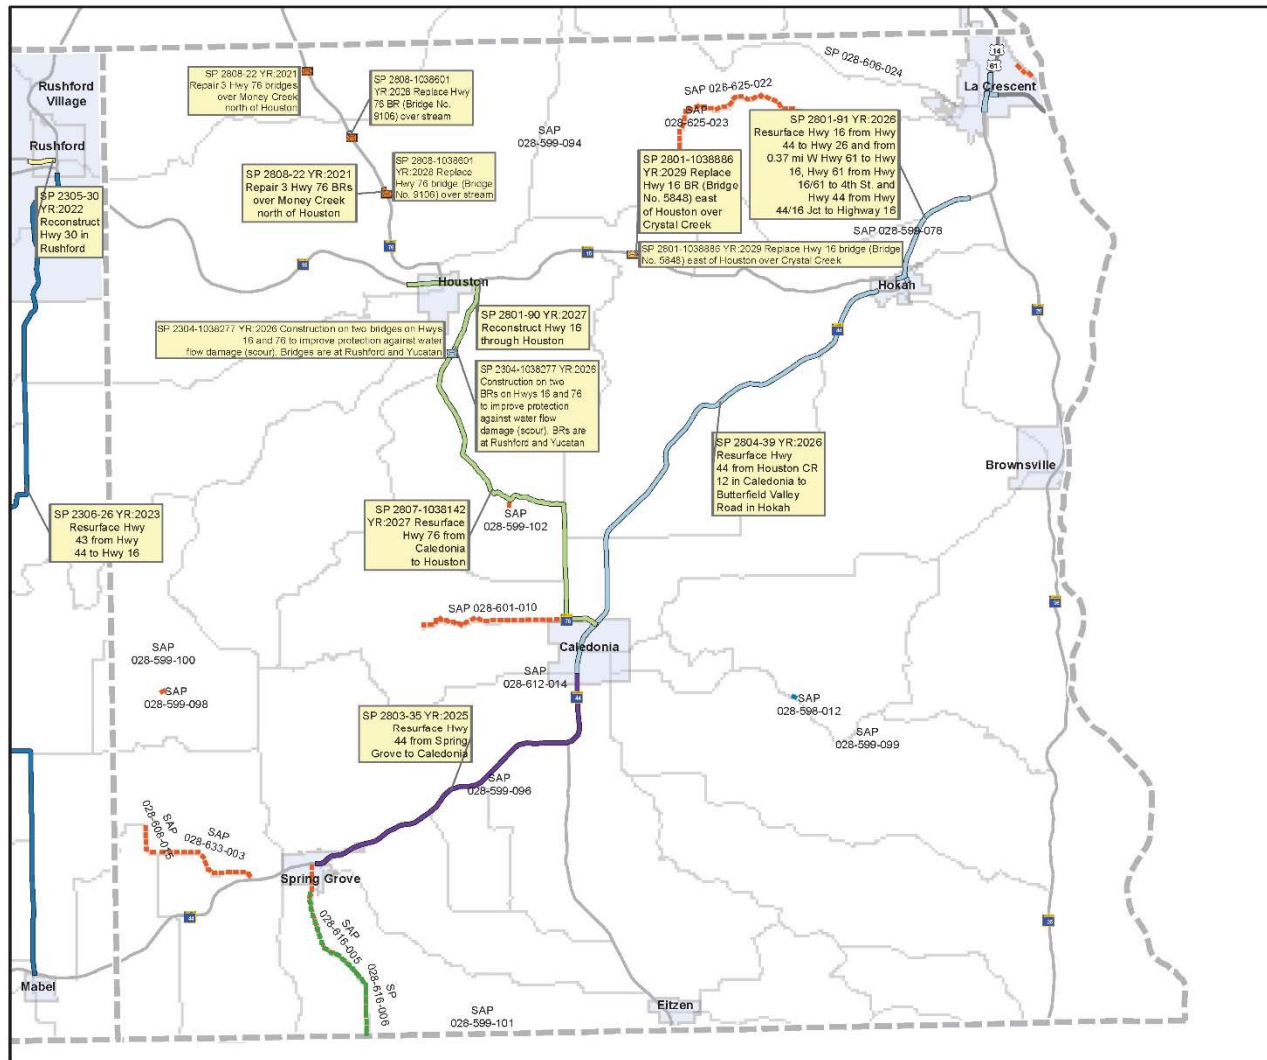 SP 028-606-024
14
61
La Crescent
Rushford
Village
Rushford
SP 2808-22 YR:2021
Repair 3 Hwy 76 bridges
over Money Creek
north of Houston
SP 2808-1038601
YR:2028 Replace Hwy
76 BR (Bridge No.
9106) over stream
SAP 028-625-022
SAP
028-625-023
SAP
028-599-094
SP 2801-91 YR:2026
Resurface Hwy 16 from Hwy
44 to Hwy 26 and from
0.37 mi W Hwy 61 to Hwy
16, Hwy 61 from Hwy
16/61 to 4th St. and
Hwy 44 from Hwy
44/16 Jct to Highway 16
SP 2808-22 YR:2021
Repair 3 Hwy 76 BRs
over Money Creek
north of Houston
SP 2808-1038601
YR:2028 Replace
Hwy 76 bridge (Bridge
No. 9106) over stream
SP 2801-1038886
YR:2029 Replace
Hwy 16 BR (Bridge
No. 5848) east
of Houston over
Crystal Creek
SP 2305-30
YR:2022
Reconstruct
Hwy 30 in
Rushford
SAP 028-599-078
76
16
16
SP 2801-1038886 YR:2029 Replace Hwy 16 bridge (Bridge
No. 5848) east of Houston over Crystal Creek
Houston
Hokah
26
44
SP 2801-90 YR:2027
Reconstruct Hwy 16
through Houston
SP 2304-1038277 YR:2026 Construction on two bridges on Hwys
16 and 76 to improve protection against water
flow damage (scour). Bridges are at Rushford and Yucatan
SP 2304-1038277 YR:2026
Construction on two
BRs on Hwys 16 and 76
to improve protection
against water flow
damage (scour). BRs are
at Rushford and Yucatan
SP 2804-39 YR:2026
Resurface Hwy
44 from Houston CR
12 in Caledonia to
Butterfield Valley
Road in Hokah
Brownsville
SP 2306-26 YR:2023
Resurface Hwy
43 from Hwy
44 to Hwy 16
SP 2807-1038142
YR:2027 Resurface
Hwy 76 from
Caledonia
to Houston
SAP
028-599-102
SAP 028-601-010
76
26
Caledonia
SAP
028-599-100
SAP
028-599-098
SAP
028-612-014
44
SAP
028-598-012
SAP
028-599-099
SP 2803-35 YR:2025
Resurface Hwy
44 from Spring
Grove to Caledonia
SAP
028-599-096
SAP
028-608-015
SAP
028-633-003
Spring Grove
44
26
SAP
028-616-005
SP
028-616-006
Mabel
SAP
028-599-101
Eitzen